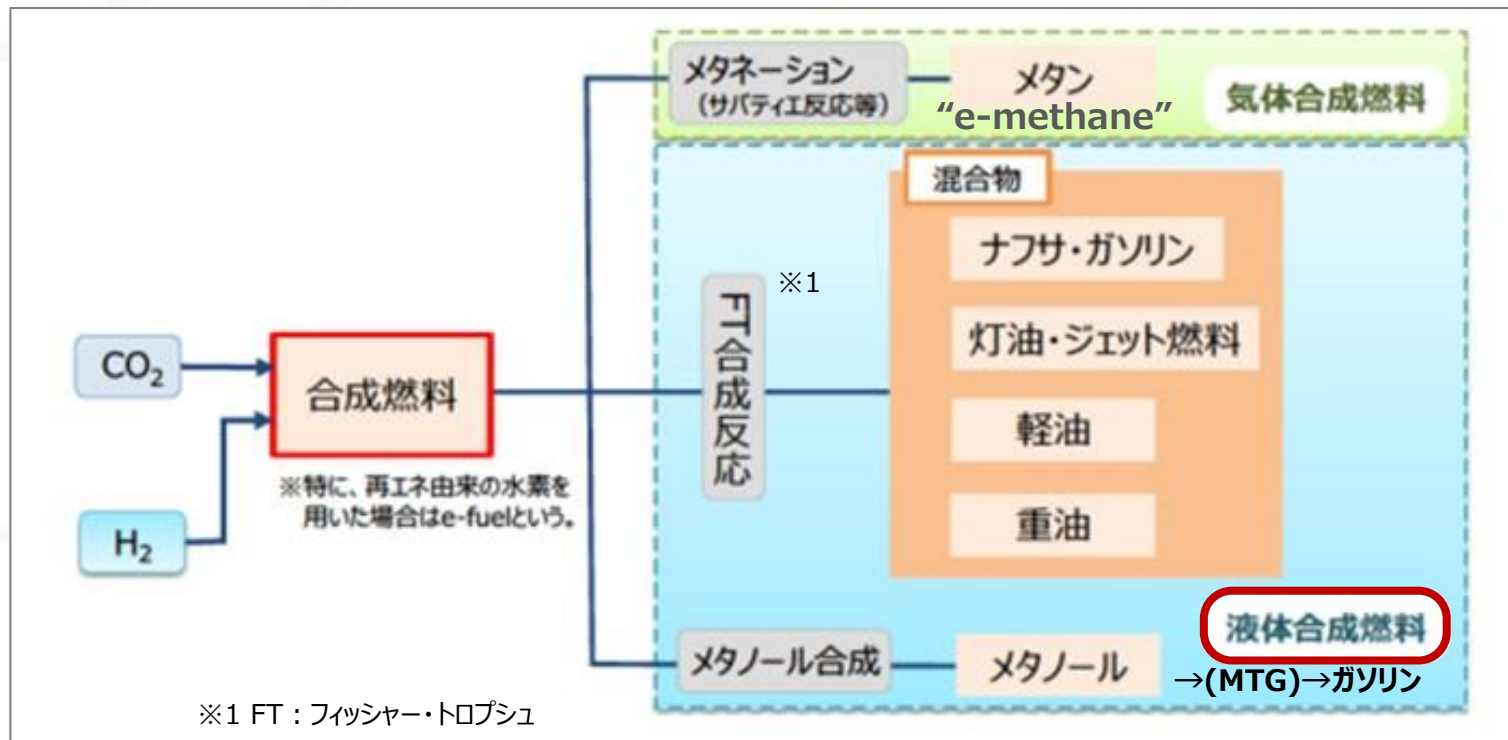 メタネーション
（サバティエ反応等）
メタン
“e-methane”
気体合成燃料
混合物
ナフサ・ガソリン
灯油・ジェット燃料
軽油
重油
※1
FT合成反応
CO₂
H₂
合成燃料
※特に、再エネ由来の水素を
用いた場合はe-fuelという。
液体合成燃料
メタノール合成
メタノール
→(MTG)→ガソリン
※1 FT：フィッシャー・トロプシュ